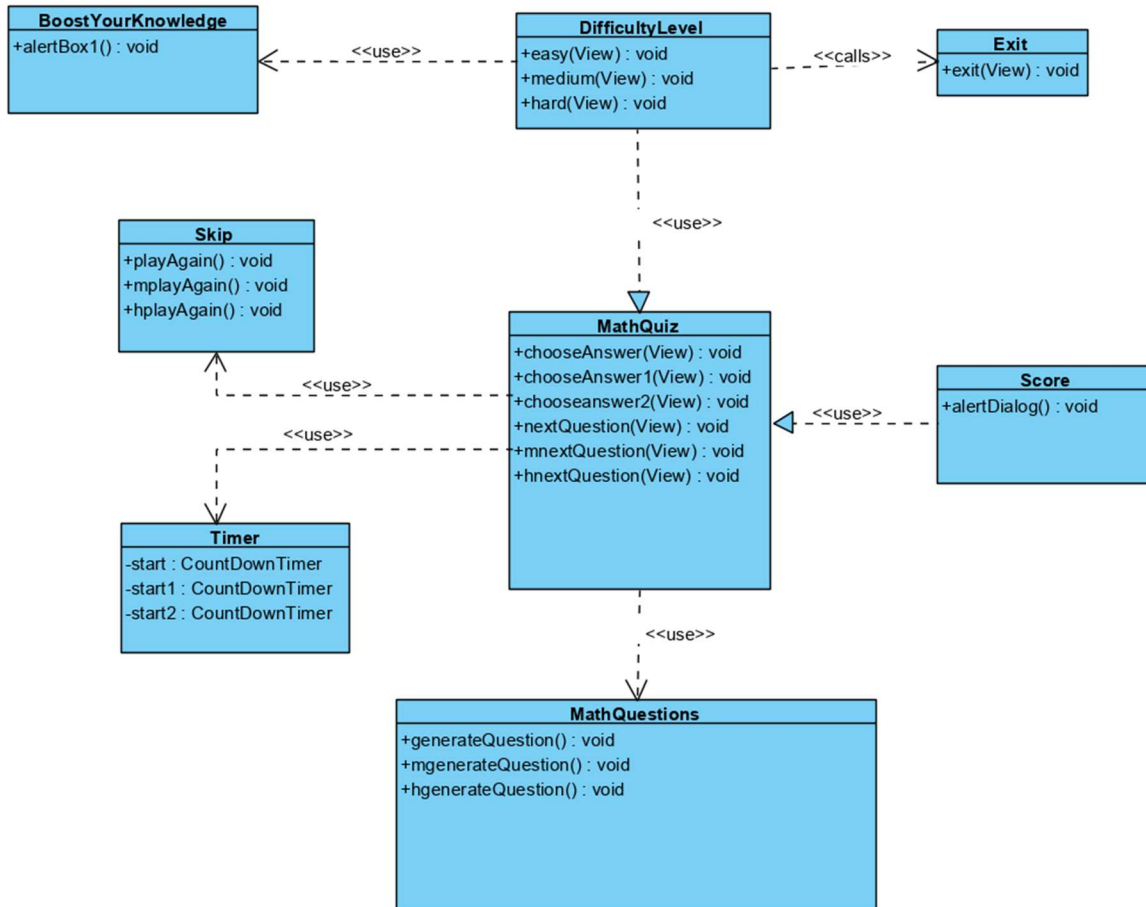 BoostYourKnowledge
+alertBox1() : void
<<use>>
DifficultyLevel
+easy(View) : void
+medium(View) : void
+hard(View) : void
<<calls>>
Exit
+exit(View) : void
<<use>>
Skip
+playAgain() : void
+mplayAgain() : void
+hplayAgain() : void
<<use>>
<<use>>
MathQuiz
+chooseAnswer(View) : void
+chooseAnswer1(View) : void
+chooseanswer2(View) : void
+nextQuestion(View) : void
+mnextQuestion(View) : void
+hnextQuestion(View) : void
<<use>>
Score
+alertDialog() : void
Timer
-start : CountDownTimer
-start1 : CountDownTimer
-start2 : CountDownTimer
<<use>>
MathQuestions
+generateQuestion() : void
+mgenerateQuestion() : void
+hgenerateQuestion() : void